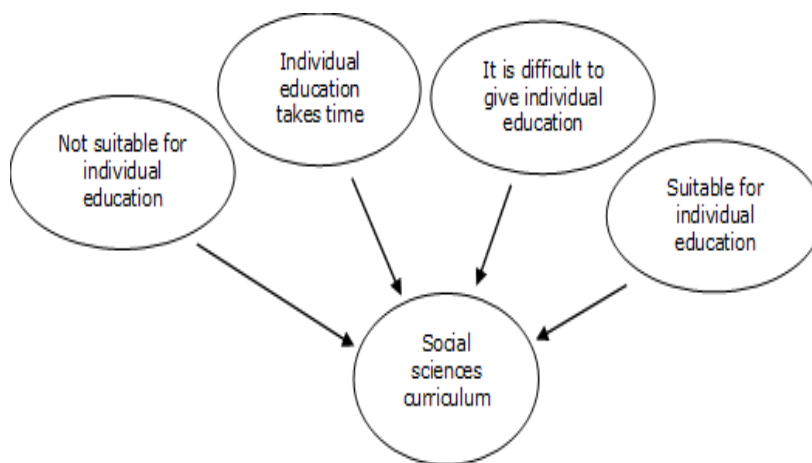 Not suitable for
individual
education
Individual
education
takes time
It is difficult to
give individual
education
Suitable for
individual
education
Social
sciences
curriculum